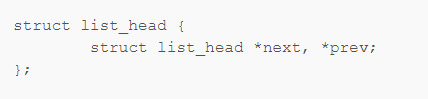 struct list_head {
        struct list_head *next, *prev;
};